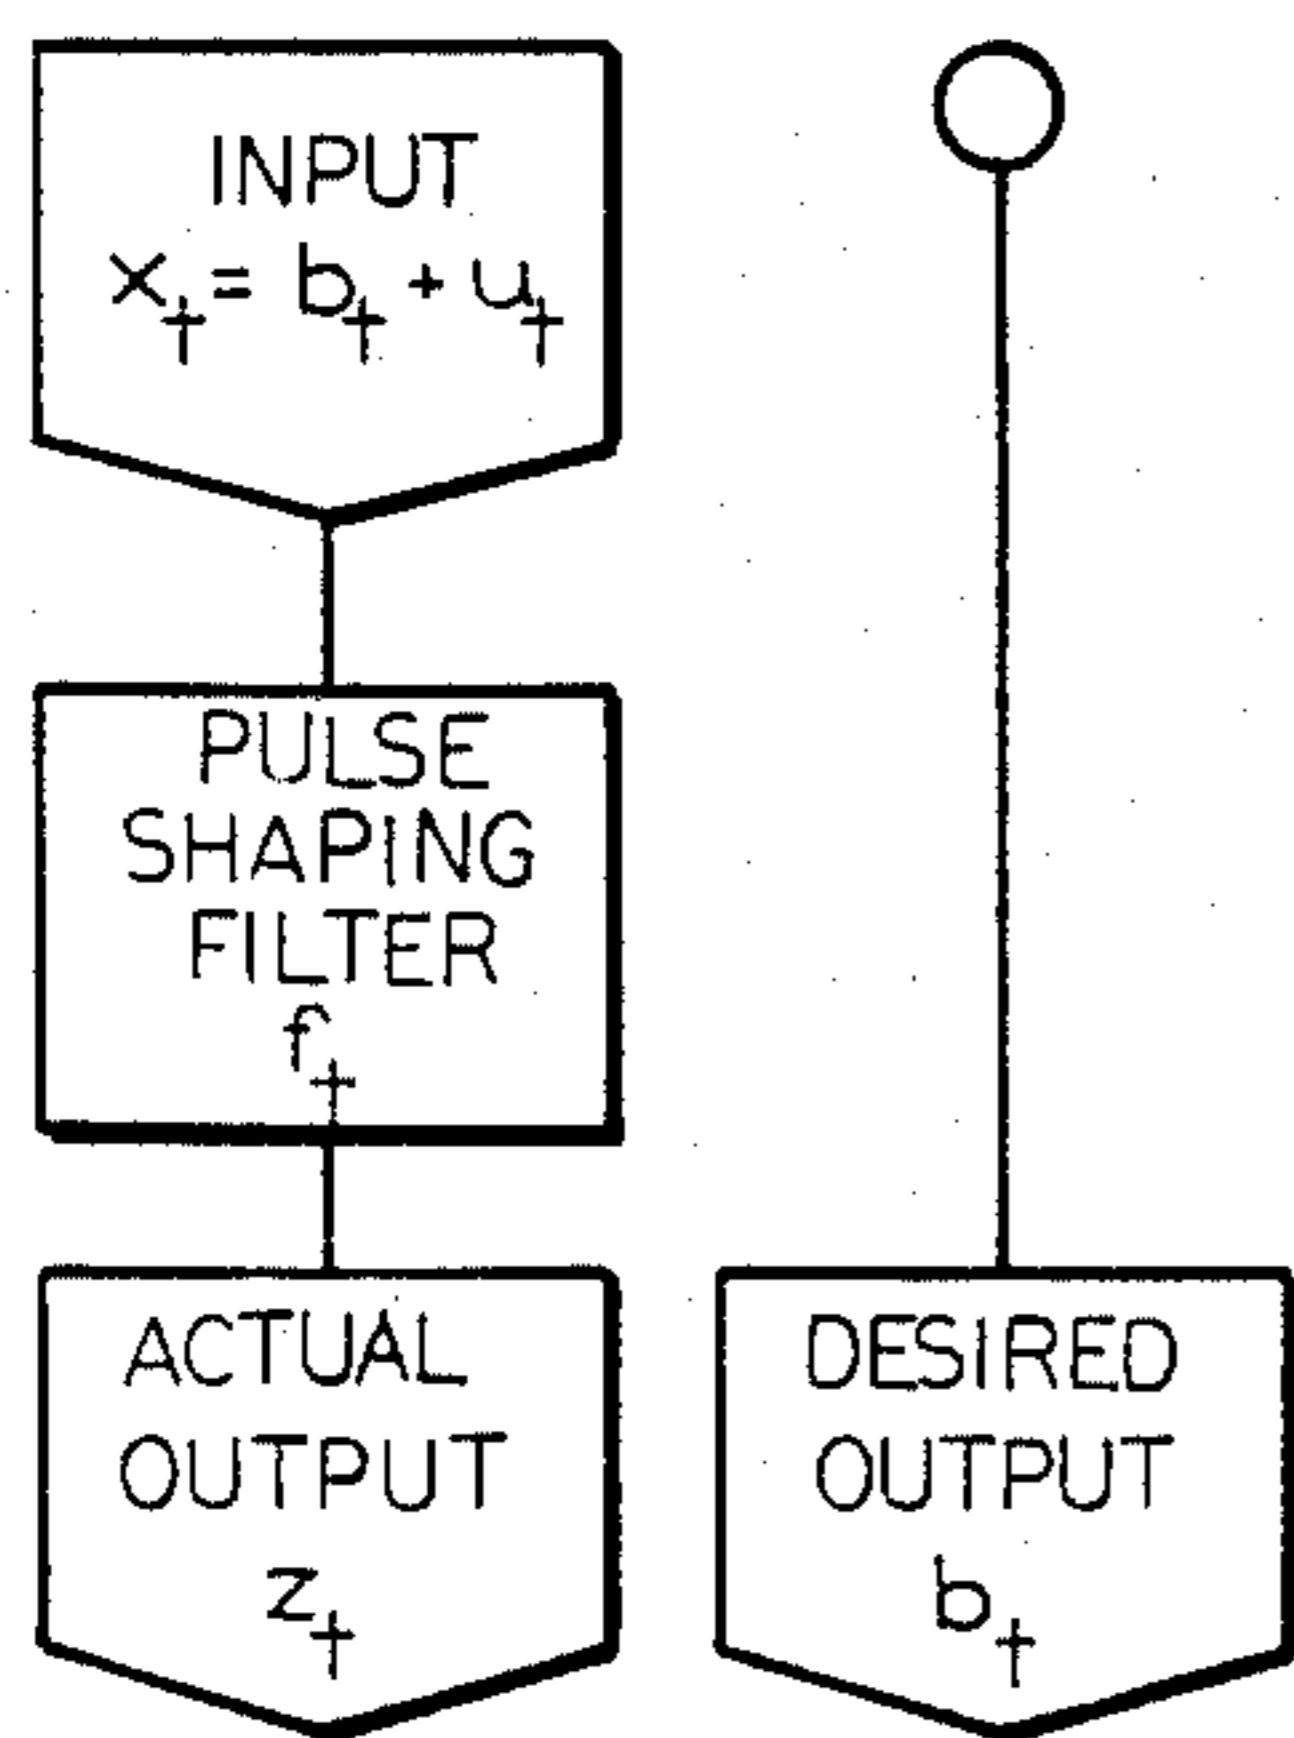 INPUT
x_t = b_t + u_t
PULSE
SHAPING
FILTER
f_t
ACTUAL
OUTPUT
z_t
DESIRED
OUTPUT
b_t